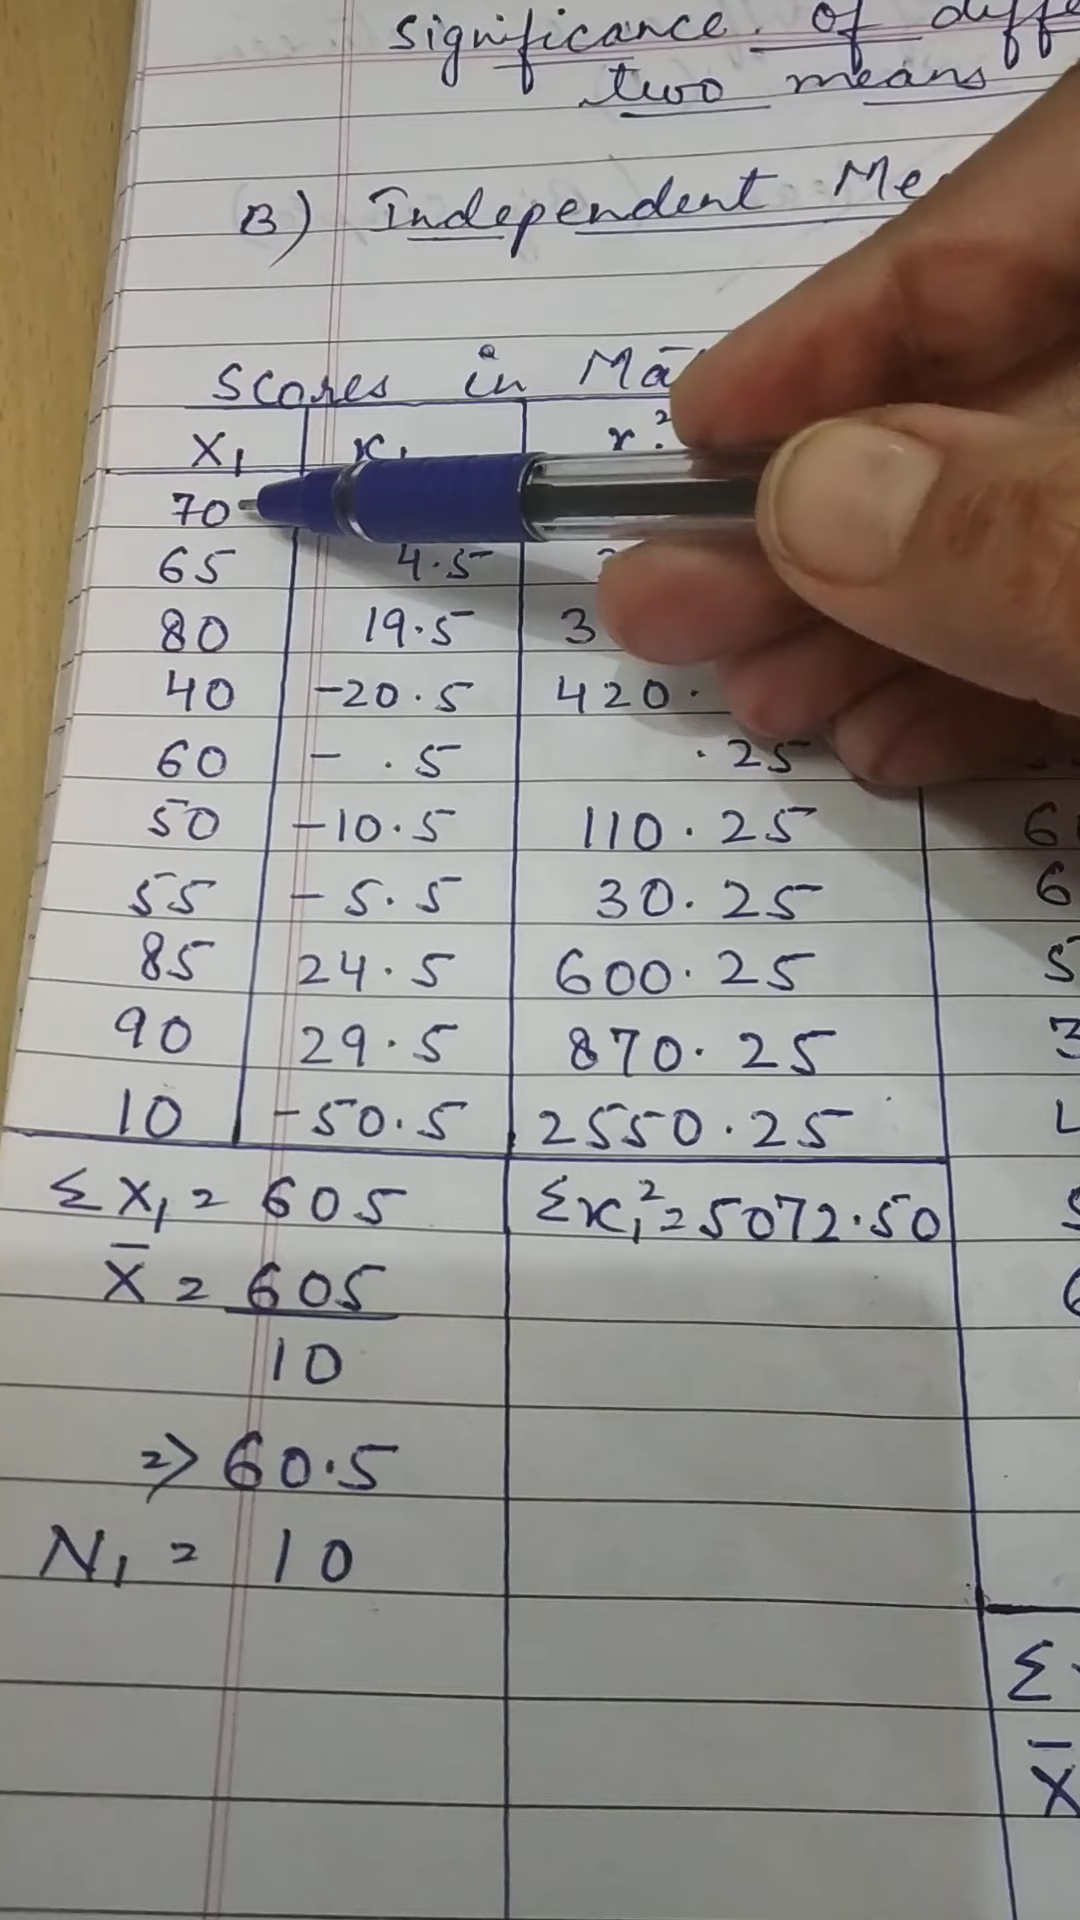 significance of
two means
B) Independent
Scores in
X₁ x₁
70
65 4.5
80 19.5 3
40 -20.5 420.
60 - .5 .25
50 -10.5 110.25
55 -5.5 30.25
85 24.5 600.25
90 29.5 870.25
10 -50.5 2550.25
ΣX₁ = 605 Σx₁² = 5072.50
X̄ = 605
10
=> 60.5
N₁ = 10
Σ
X̄